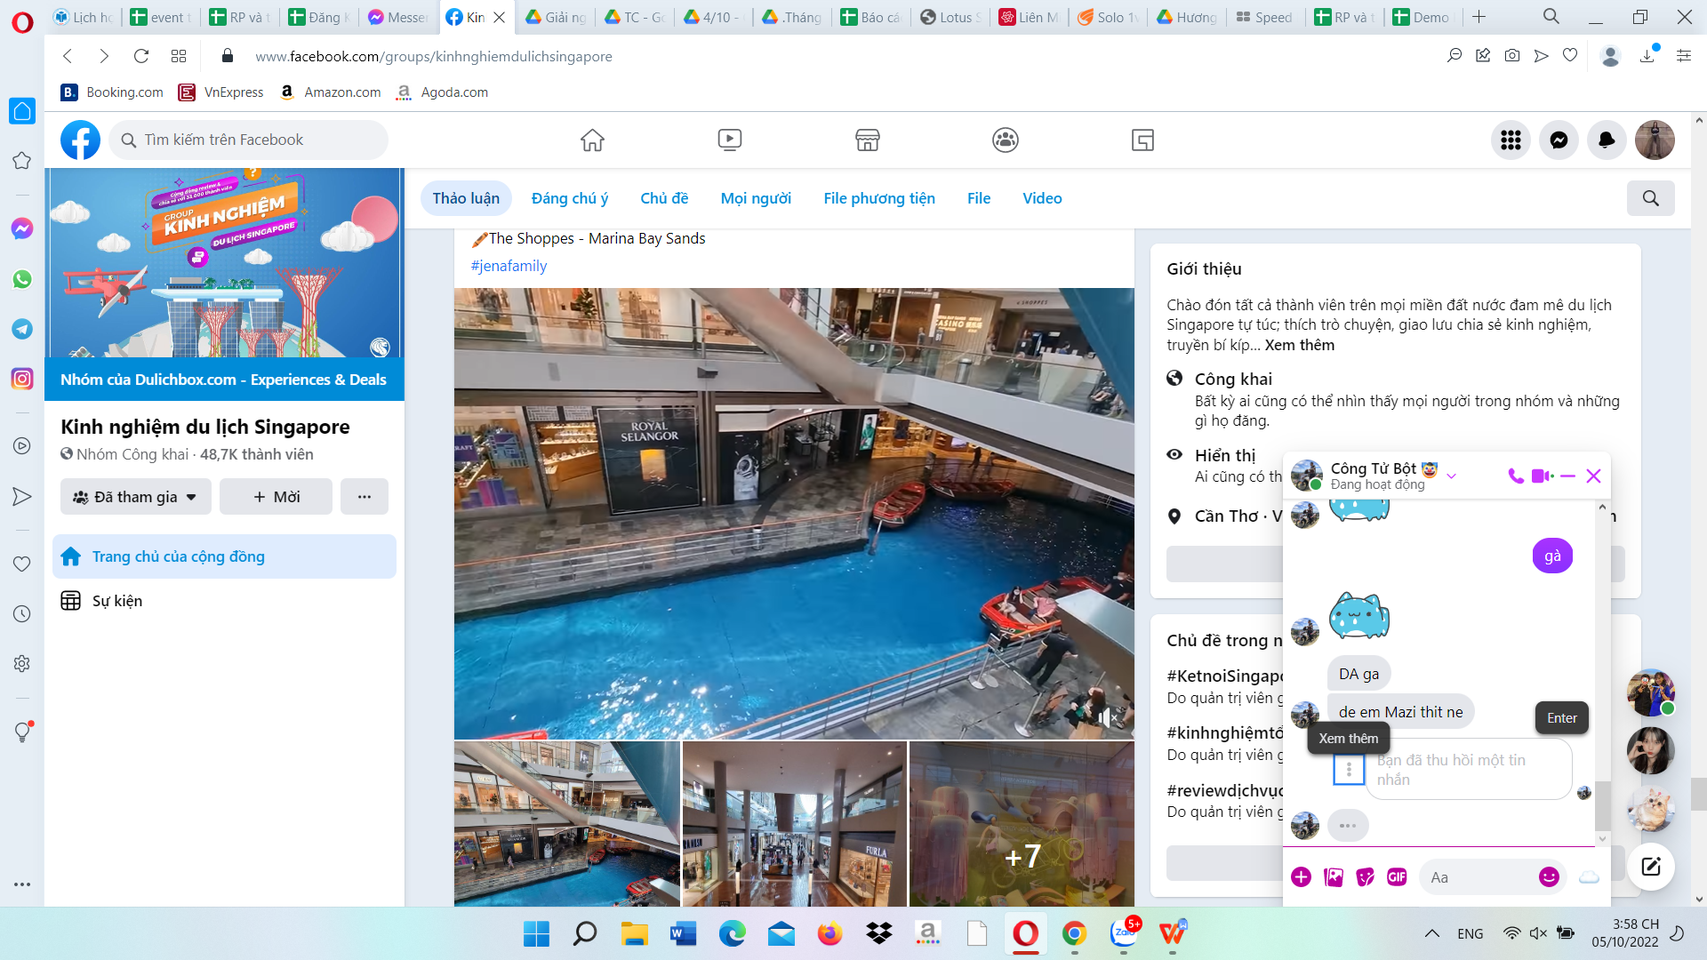 Lịch họ
event t
RP và t
Đăng K
Messer
Kin
Giải ng
TC - Go
4/10 -
.Tháng
Báo cá
Lotus S
Liên M
Solo 1v
Hương
Speed
RP và t
Demo
www.facebook.com/groups/kinhnghiemdulichsingapore
Booking.com
VnExpress
Amazon.com
Agoda.com
Tìm kiếm trên Facebook
Thảo luận
Đáng chú ý
Chủ đề
Mọi người
File phương tiện
File
Video
GROUP
KINH NGHIỆM
DU LỊCH SINGAPORE
Nhóm của Dulichbox.com - Experiences & Deals
Kinh nghiệm du lịch Singapore
Nhóm Công khai · 48,7K thành viên
Đã tham gia
+ Mời
Trang chủ của cộng đồng
Sự kiện
The Shoppes - Marina Bay Sands
#jenafamily
CASINO
ROYAL
SELANGOR
FURLA
+7
Giới thiệu
Chào đón tất cả thành viên trên mọi miền đất nước đam mê du lịch
Singapore tự túc; thích trò chuyện, giao lưu chia sẻ kinh nghiệm,
truyền bí kíp... Xem thêm
Công khai
Bất kỳ ai cũng có thể nhìn thấy mọi người trong nhóm và những
gì họ đăng.
Hiển thị
Ai cũng có th
Cần Thơ · V
n
Chủ đề trong n
#KetnoiSingapo
Do quản trị viên g
#kinhnghiệmtớ
Do quản trị viên g
#reviewdịchvục
Do quản trị viên g
Công Tử Bột
Đang hoạt động
gà
DA ga
de em Mazi thit ne
Enter
Xem thêm
Bạn đã thu hồi một tin
nhắn
GIF
Aa
5+
Zalo
ENG
3:58 CH
05/10/2022